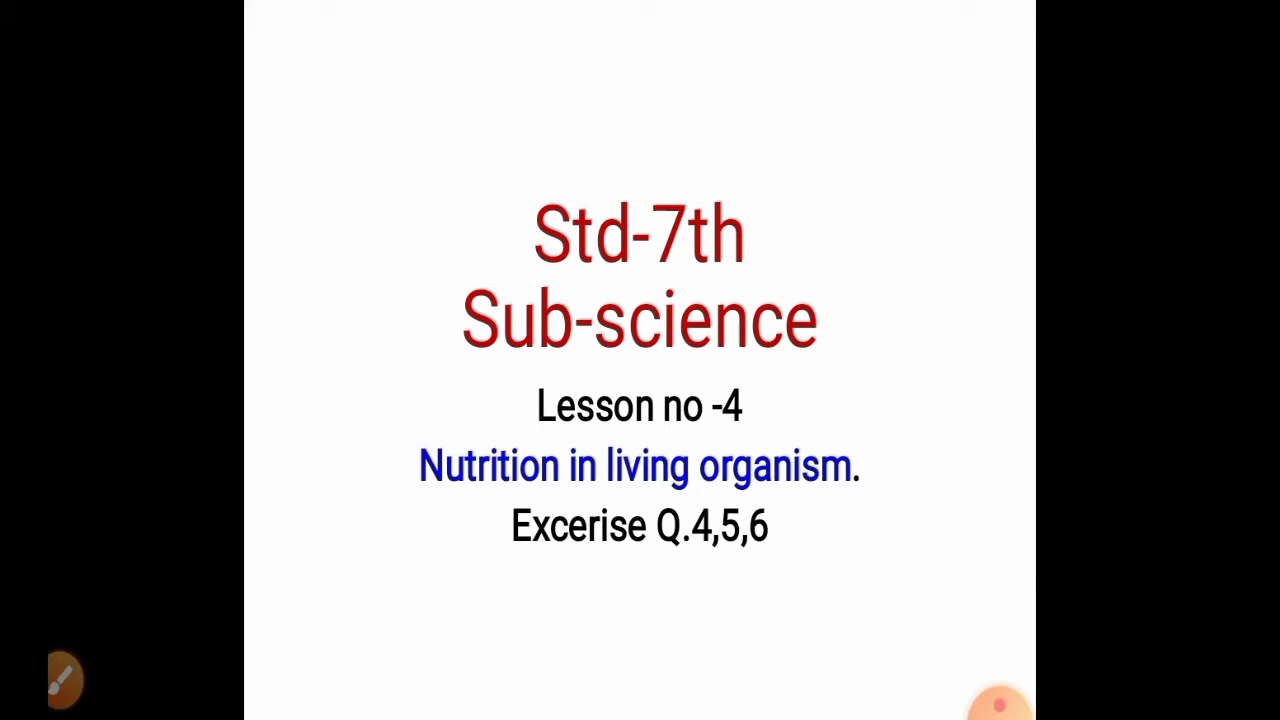 Std-7th
Sub-science
Lesson no -4
Nutrition in living organism.
Excerise Q.4,5,6